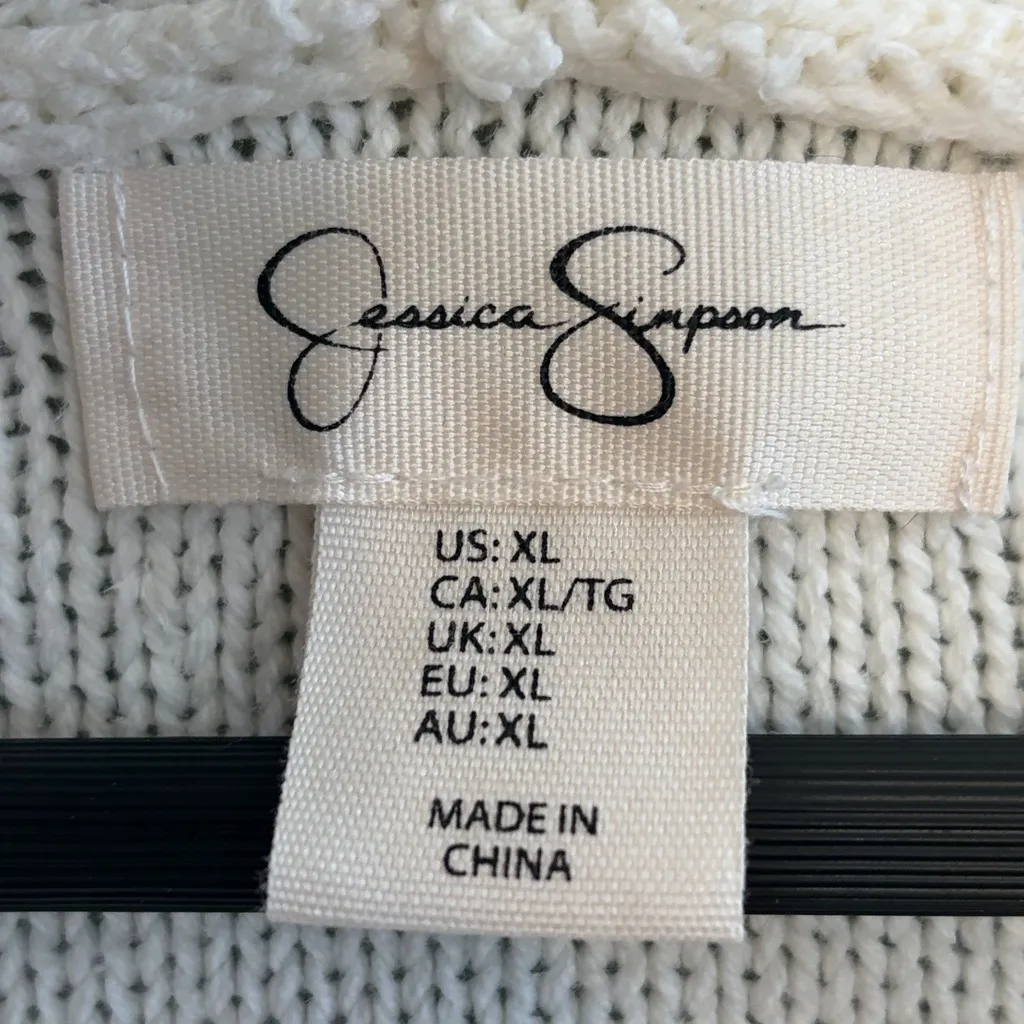 Jessica Simpson
US: XL
CA: XL/TG
UK: XL
EU: XL
AU: XL
MADE IN
CHINA